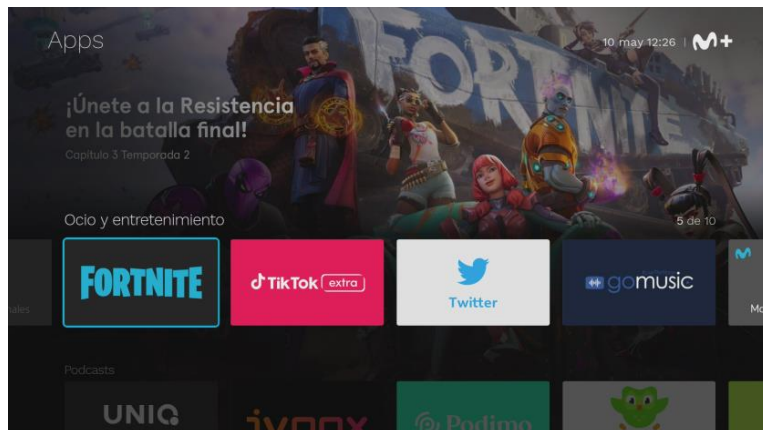 Apps
10 may 12:26 | M+
FORTNITE
¡Únete a la Resistencia
en la batalla final!
Capítulo 3 Temporada 2
Ocio y entretenimiento
5 de 10
FORTNITE
TikTok extra
Twitter
gomusic
Podcasts
UNIQ
ivoox
Podimo